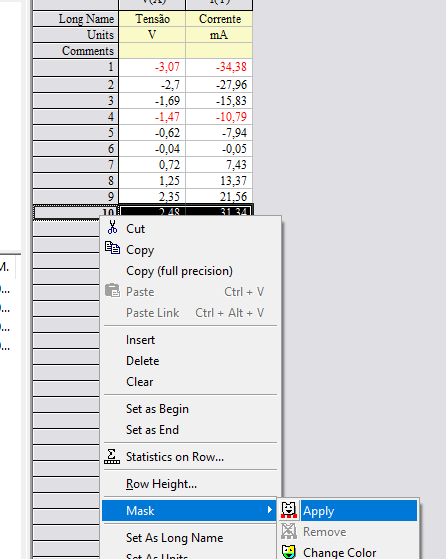 V(X) I(Y)
Long Name Tensão Corrente
Units V mA
Comments
1 -3,07 -34,38
2 -2,7 -27,96
3 -1,69 -15,83
4 -1,47 -10,79
5 -0,62 -7,94
6 -0,04 -0,05
7 0,72 7,43
8 1,25 13,37
9 2,35 21,56
10 2,48 31,34
M.
)...
)...
)...
)...
Cut
Copy
Copy (full precision)
Paste Ctrl + V
Paste Link Ctrl + Alt + V
Insert
Delete
Clear
Set as Begin
Set as End
Statistics on Row...
Row Height...
Mask
Apply
Remove
Set As Long Name
Change Color
Set As Units